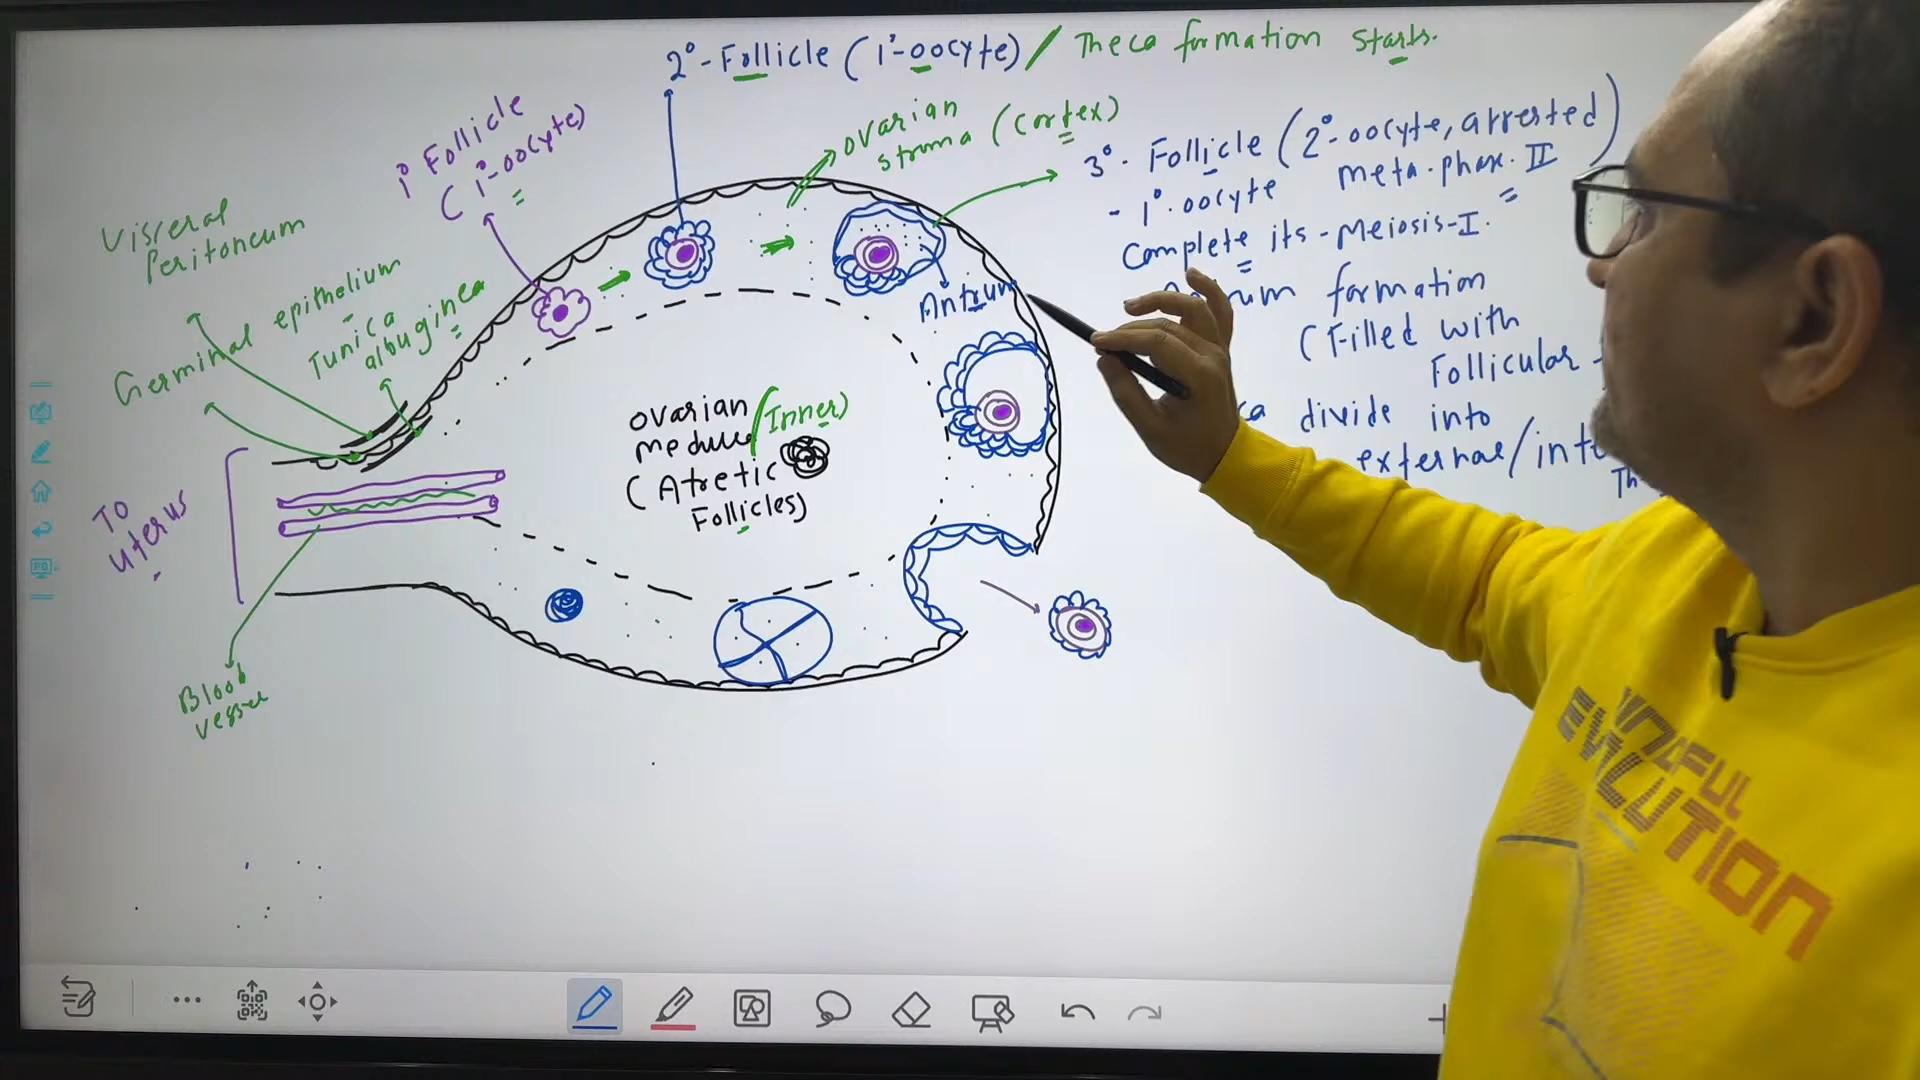 2°-Follicle (1°-oocyte) / Theca formation starts.
1° Follicle
(1°-oocyte)
ovarian
stroma (cortex)
3°- Follicle (2°-oocyte, arrested
meta-phase II)
- 1°-oocyte
Complete its-Meiosis-I.
Visceral
Peritoneum
Germinal epithelium
Tunica
albuginea
Antrum
formation
(Filled with
Follicular
divide into
external/
ovarian
(Inner)
(Atretic
Follicles)
To
uterus
Blood
vessel
MINDFUL
EVOLUTION